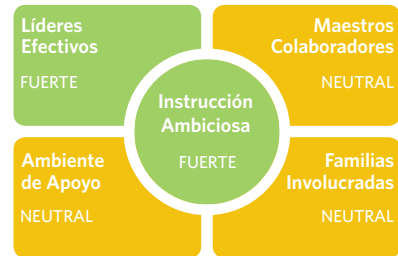 Líderes
Efectivos
FUERTE
Maestros
Colaboradores
NEUTRAL
Instrucción
Ambiciosa
FUERTE
Ambiente
de Apoyo
NEUTRAL
Familias
Involucradas
NEUTRAL